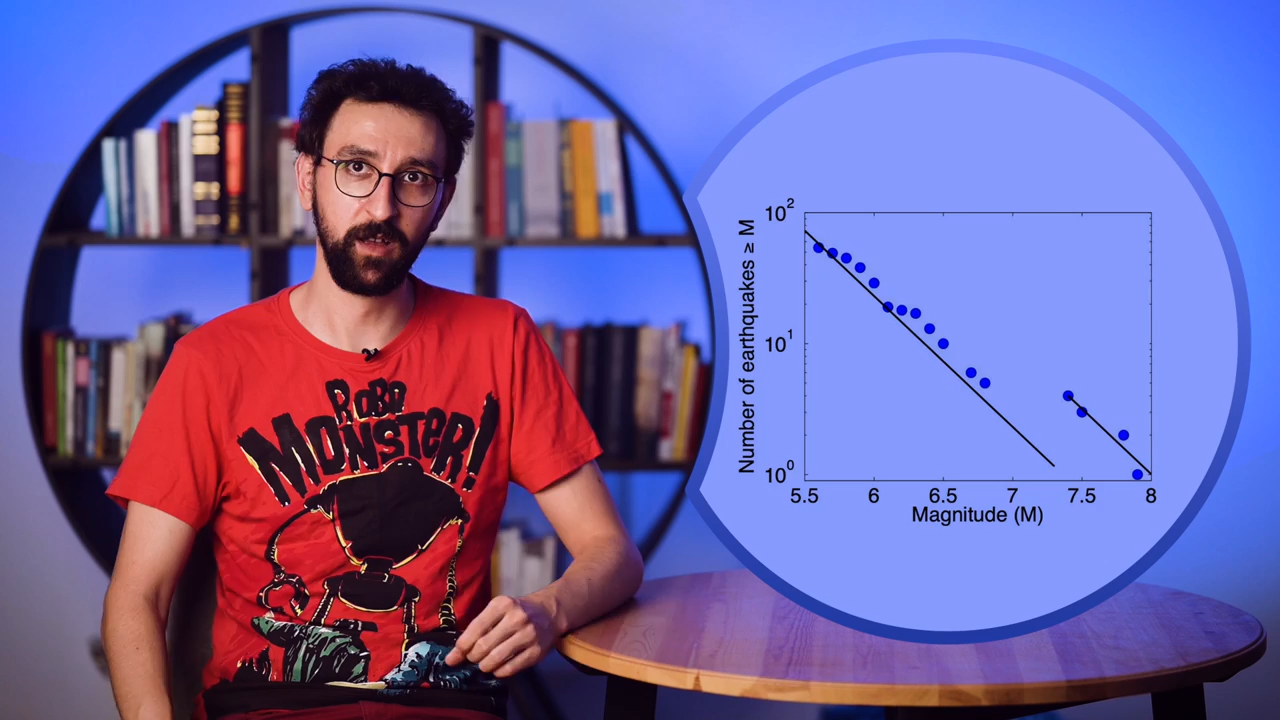 ROBO
MONSTER!
10²
10¹
10⁰
Number of earthquakes ≥ M
5.5 6 6.5 7 7.5 8
Magnitude (M)